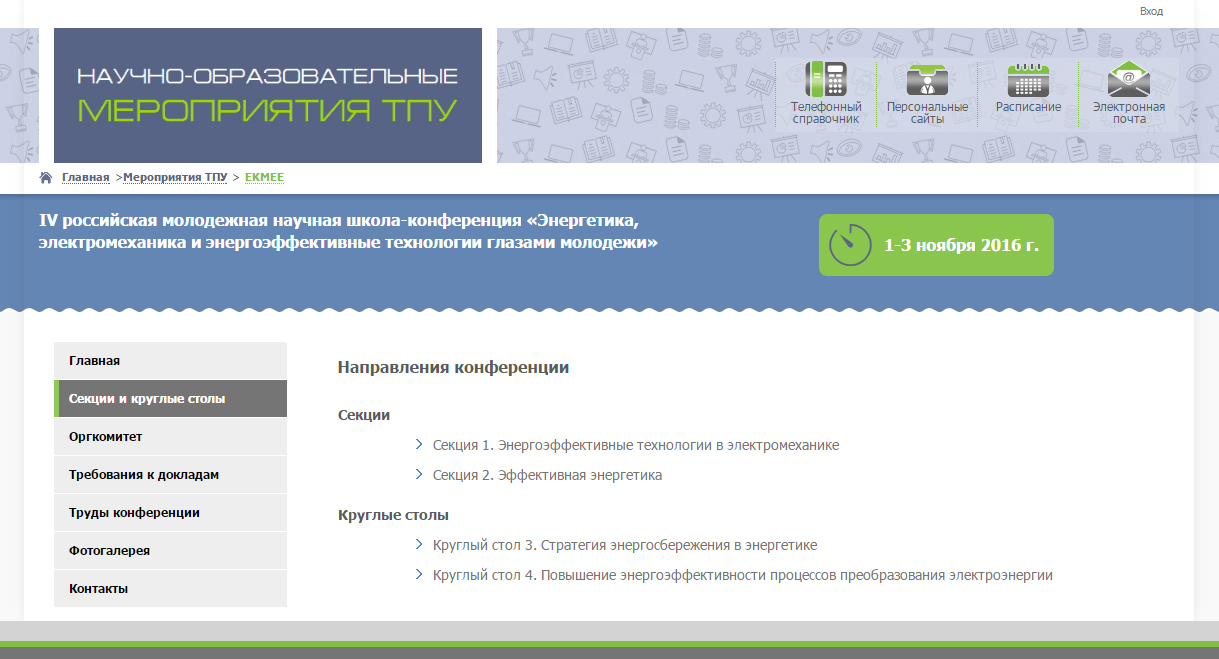 Вход
НАУЧНО-ОБРАЗОВАТЕЛЬНЫЕ
МЕРОПРИЯТИЯ ТПУ
Телефонный
справочник
Персональные
сайты
Расписание
Электронная
почта
Главная >Мероприятия ТПУ > EKMEE
IV российская молодежная научная школа-конференция «Энергетика,
электромеханика и энергоэффективные технологии глазами молодежи»
1-3 ноября 2016 г.
Главная
Секции и круглые столы
Оргкомитет
Требования к докладам
Труды конференции
Фотогалерея
Контакты
Направления конференции
Секции
Секция 1. Энергоэффективные технологии в электромеханике
Секция 2. Эффективная энергетика
Круглые столы
Круглый стол 3. Стратегия энергосбережения в энергетике
Круглый стол 4. Повышение энергоэффективности процессов преобразования электроэнергии